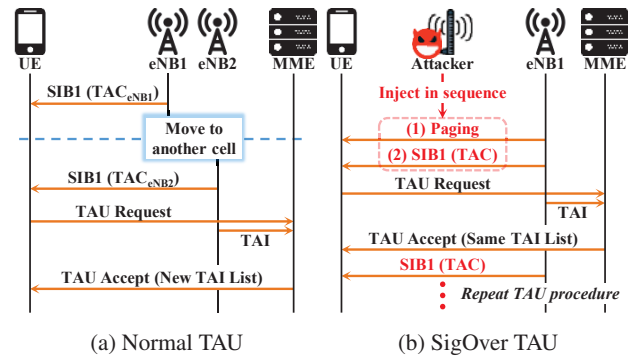 UE
eNB1
eNB2
MME
SIB1 (TAC_eNB1)
Move to
another cell
SIB1 (TAC_eNB2)
TAU Request
TAI
TAU Accept (New TAI List)
(a) Normal TAU
UE
Attacker
eNB1
MME
Inject in sequence
(1) Paging
(2) SIB1 (TAC)
TAU Request
TAI
TAU Accept (Same TAI List)
SIB1 (TAC)
Repeat TAU procedure
(b) SigOver TAU